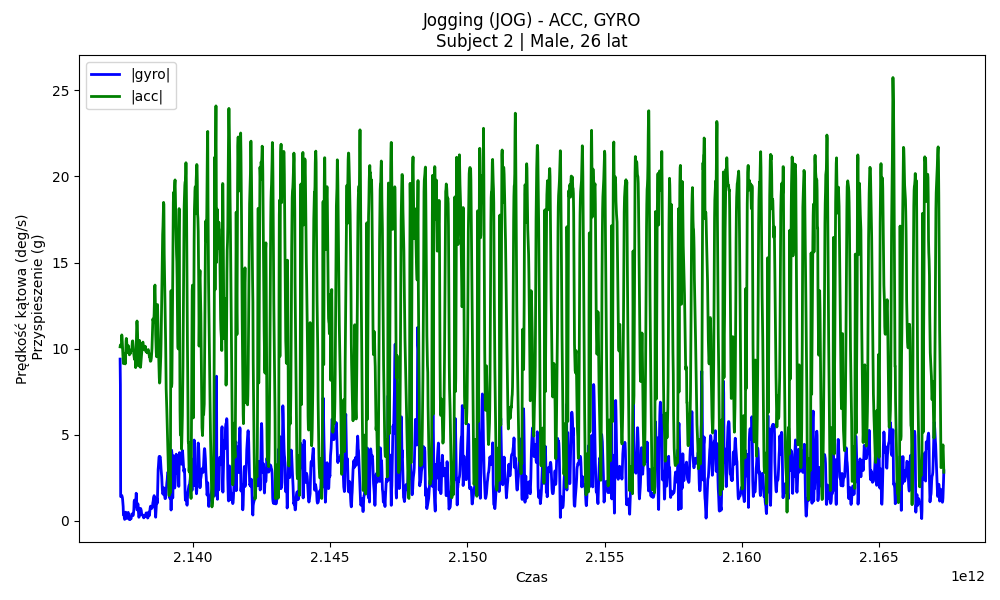 Jogging (JOG) - ACC, GYRO
Subject 2 | Male, 26 lat
|gyro|
|acc|
Prędkość kątowa (deg/s)
Przyspieszenie (g)
25
20
15
10
5
0
2.140
2.145
2.150
2.155
2.160
2.165
1e12
Czas